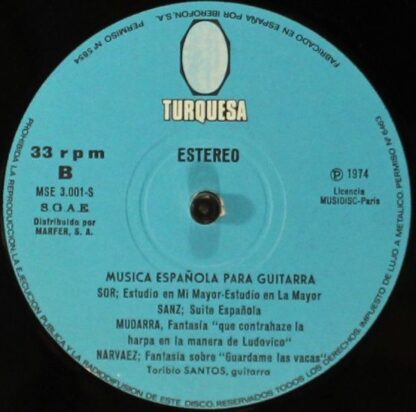 PERMISO Nº 5854
FABRICADO EN ESPAÑA POR IBEROFON, S.A.
PERMISO Nº 6463
TURQUESA
33 rpm
B
MSE 3.001-S
S.G.A.E.
Distribuido por
MARFER, S. A.
ESTEREO
Ⓟ 1974
Licencia
MUSIDISC-Paris
MUSICA ESPAÑOLA PARA GUITARRA
SOR; Estudio en Mi Mayor-Estudio en La Mayor
SANZ; Suite Española
MUDARRA, Fantasía "que contrahaze la
harpa en la manera de Ludovico"
NARVAEZ; Fantasía sobre "Guardame las vacas"
Toribio SANTOS, guitarra
PROHIBIDA LA REPRODUCCION, LA EJECUCION PUBLICA Y LA RADIODIFUSION DE ESTE DISCO. RESERVADOS TODOS LOS DERECHOS. IMPUESTO DE LUJO A METALICO.